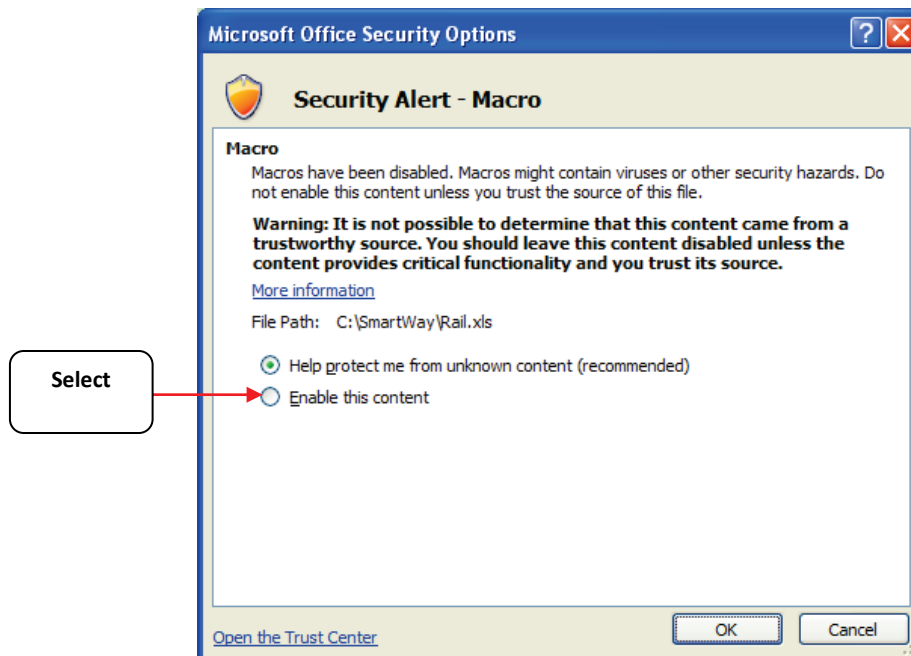 Microsoft Office Security Options
Security Alert - Macro
Macro
Macros have been disabled. Macros might contain viruses or other security hazards. Do
not enable this content unless you trust the source of this file.
Warning: It is not possible to determine that this content came from a
trustworthy source. You should leave this content disabled unless the
content provides critical functionality and you trust its source.
More information
File Path: C:\SmartWay\Rail.xls
Help protect me from unknown content (recommended)
Select
Enable this content
Open the Trust Center
OK
Cancel